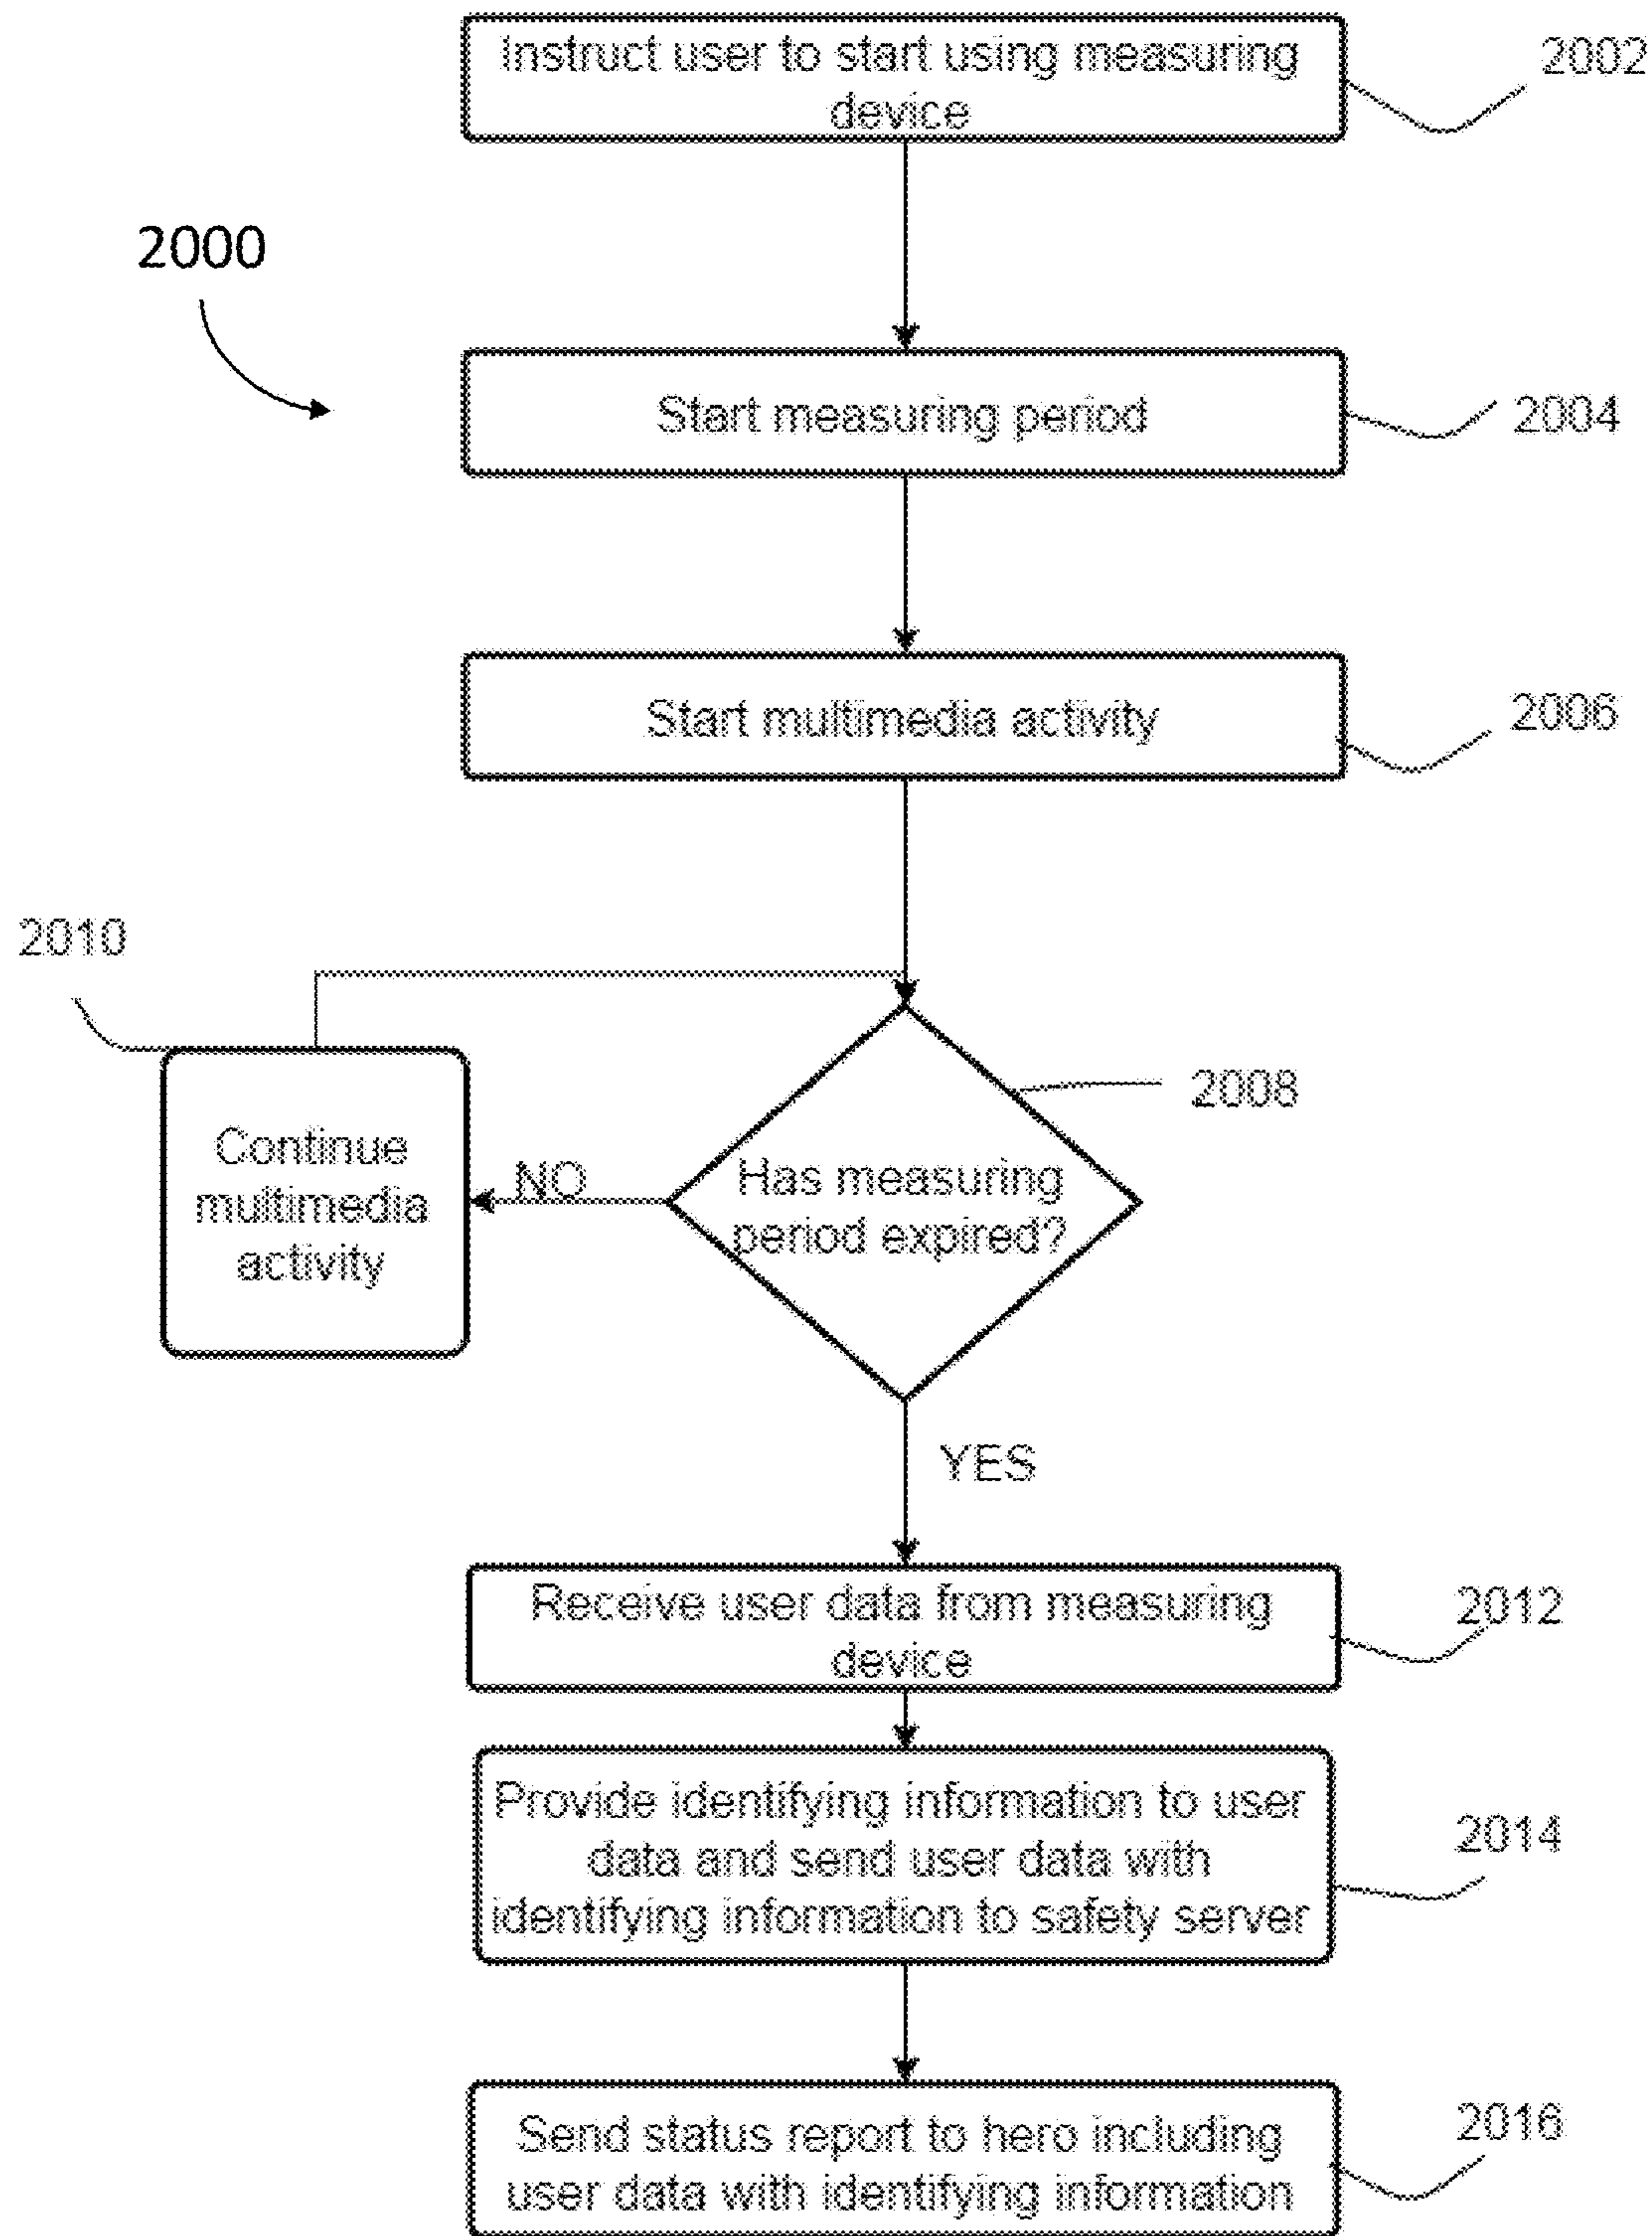 Instruct user to start using measuring
device
2002
2000
Start measuring period
2004
Start multimedia activity
2006
2010
Continue
multimedia
activity
NO
Has measuring
period expired?
2008
YES
Receive user data from measuring
device
2012
Provide identifying information to user
data and send user data with
identifying information to safety server
2014
Send status report to hero including
user data with identifying information
2016